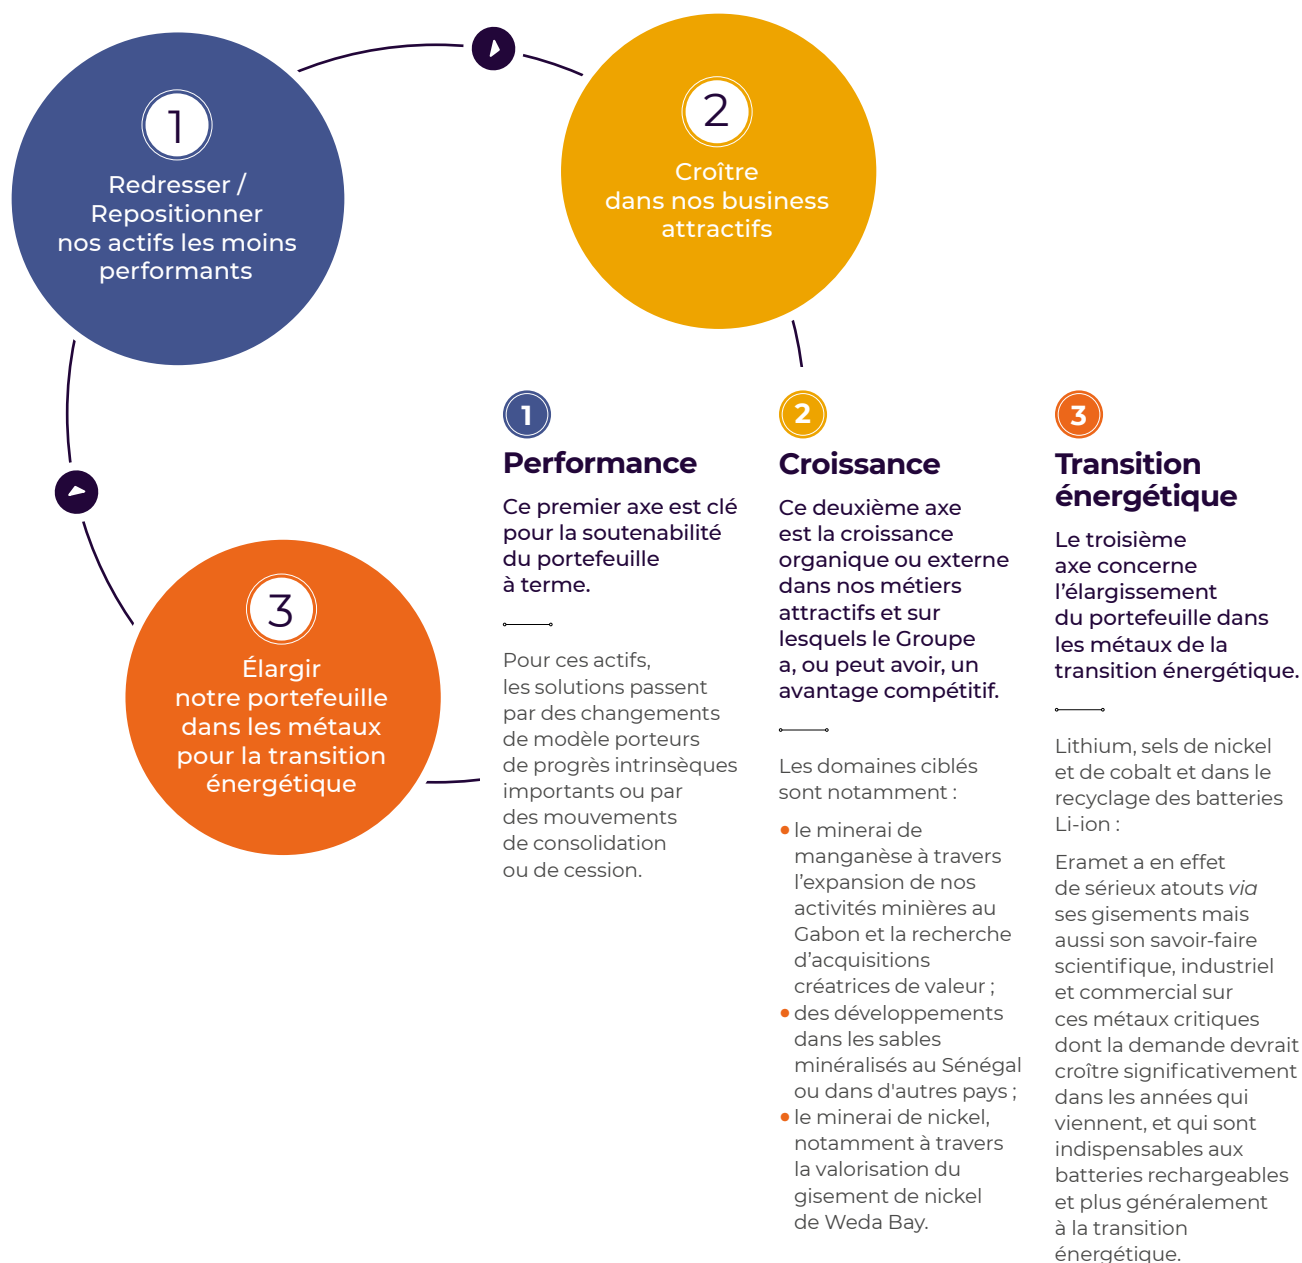 1
Redresser /
Repositionner
nos actifs les moins
performants
2
Croître
dans nos business
attractifs
3
Élargir
notre portefeuille
dans les métaux
pour la transition
énergétique
1
Performance
Ce premier axe est clé
pour la soutenabilité
du portefeuille
à terme.
Pour ces actifs,
les solutions passent
par des changements
de modèle porteurs
de progrès intrinsèques
importants ou par
des mouvements
de consolidation
ou de cession.
2
Croissance
Ce deuxième axe
est la croissance
organique ou externe
dans nos métiers
attractifs et sur
lesquels le Groupe
a, ou peut avoir, un
avantage compétitif.
Les domaines ciblés
sont notamment :
• le minerai de
manganèse à travers
l’expansion de nos
activités minières au
Gabon et la recherche
d’acquisitions
créatrices de valeur ;
• des développements
dans les sables
minéralisés au Sénégal
ou dans d'autres pays ;
• le minerai de nickel,
notamment à travers
la valorisation du
gisement de nickel
de Weda Bay.
3
Transition
énergétique
Le troisième
axe concerne
l’élargissement
du portefeuille dans
les métaux de la
transition énergétique.
Lithium, sels de nickel
et de cobalt et dans le
recyclage des batteries
Li-ion :
Eramet a en effet
de sérieux atouts via
ses gisements mais
aussi son savoir-faire
scientifique, industriel
et commercial sur
ces métaux critiques
dont la demande devrait
croître significativement
dans les années qui
viennent, et qui sont
indispensables aux
batteries rechargeables
et plus généralement
à la transition
énergétique.